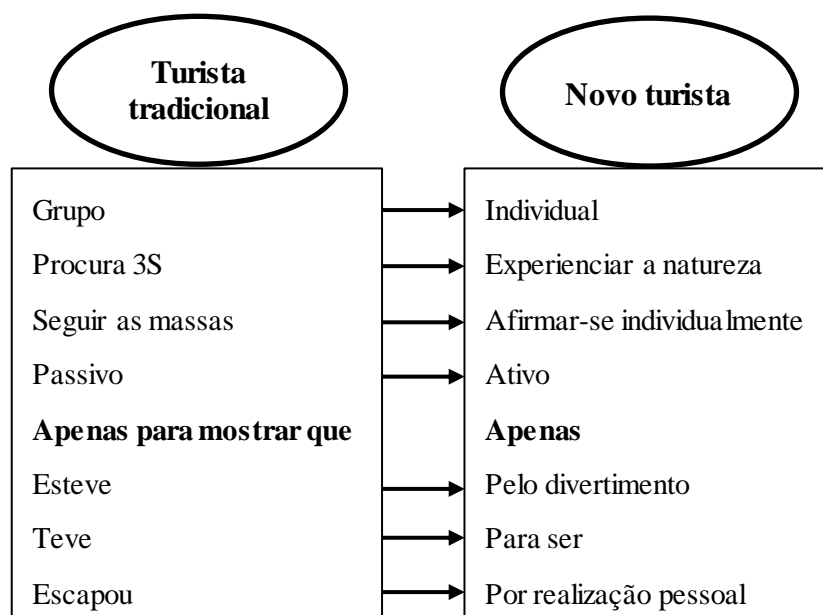 Turista
tradicional
Novo turista
Grupo
Individual
Procura 3S
Experienciar a natureza
Seguir as massas
Afirmar-se individualmente
Passivo
Ativo
Apenas para mostrar que
Apenas
Esteve
Pelo divertimento
Teve
Para ser
Escapou
Por realização pessoal